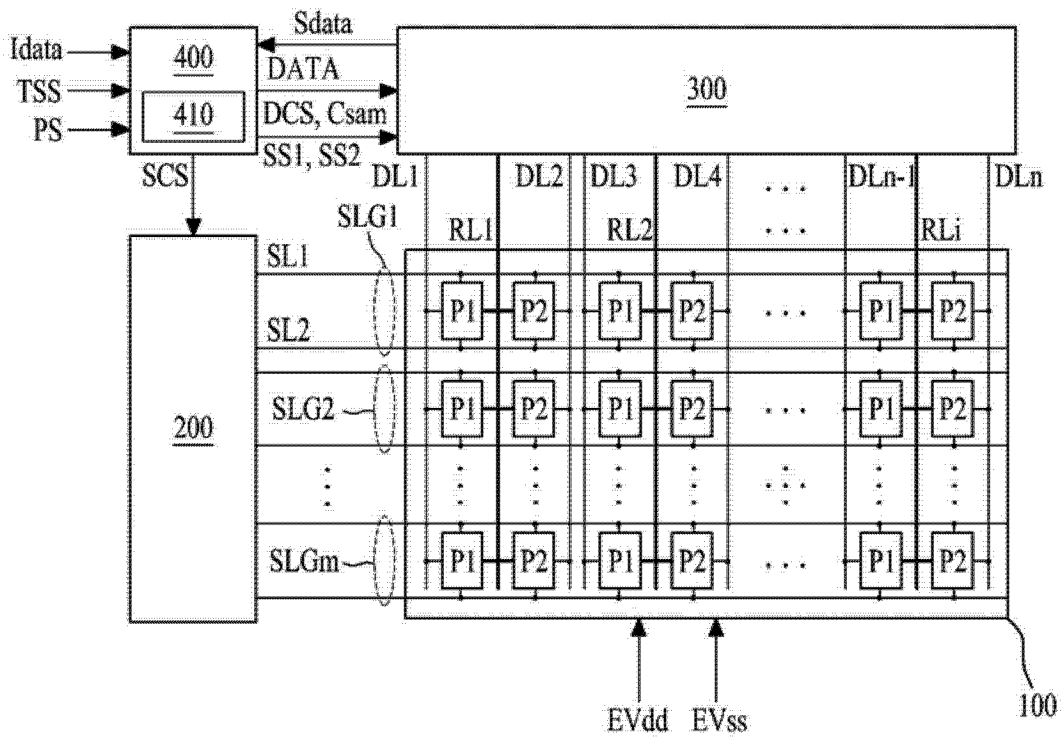 Sdata
Idata
400
DATA
TSS
300
410
DCS, Csam
PS
SS1, SS2
SCS
DL1
DL2
DL3
DL4
. . .
DLn-1
DLn
SLG1
RL1
RL2
. . .
RLi
SL1
P1 P2 P1 P2 . . . P1 P2
SL2
SLG2
P1 P2 P1 P2 . . . P1 P2
200
SLGm
P1 P2 P1 P2 . . . P1 P2
100
EVdd EVss